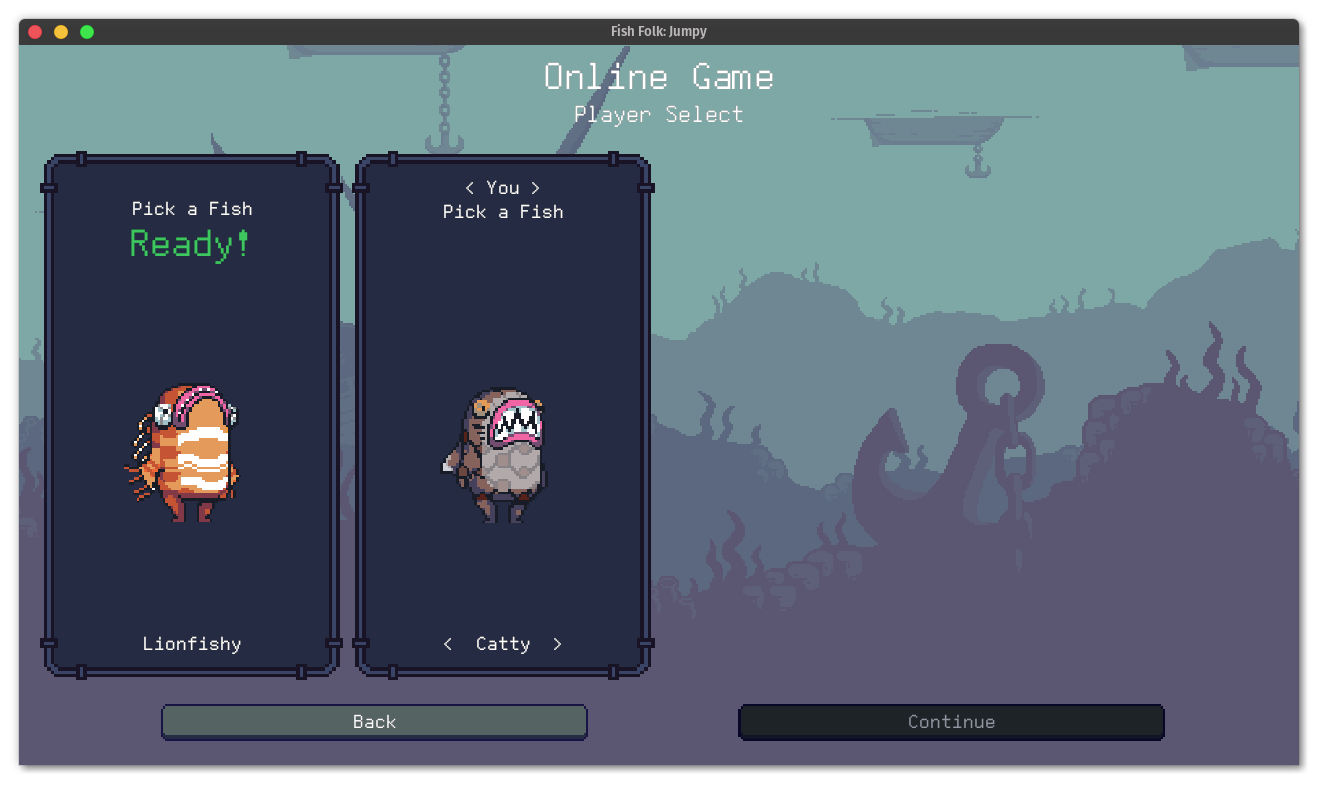 Fish Folk: Jumpy
Online Game
Player Select
Pick a Fish
Ready!
Lionfishy
< You >
Pick a Fish
< Catty >
Back
Continue